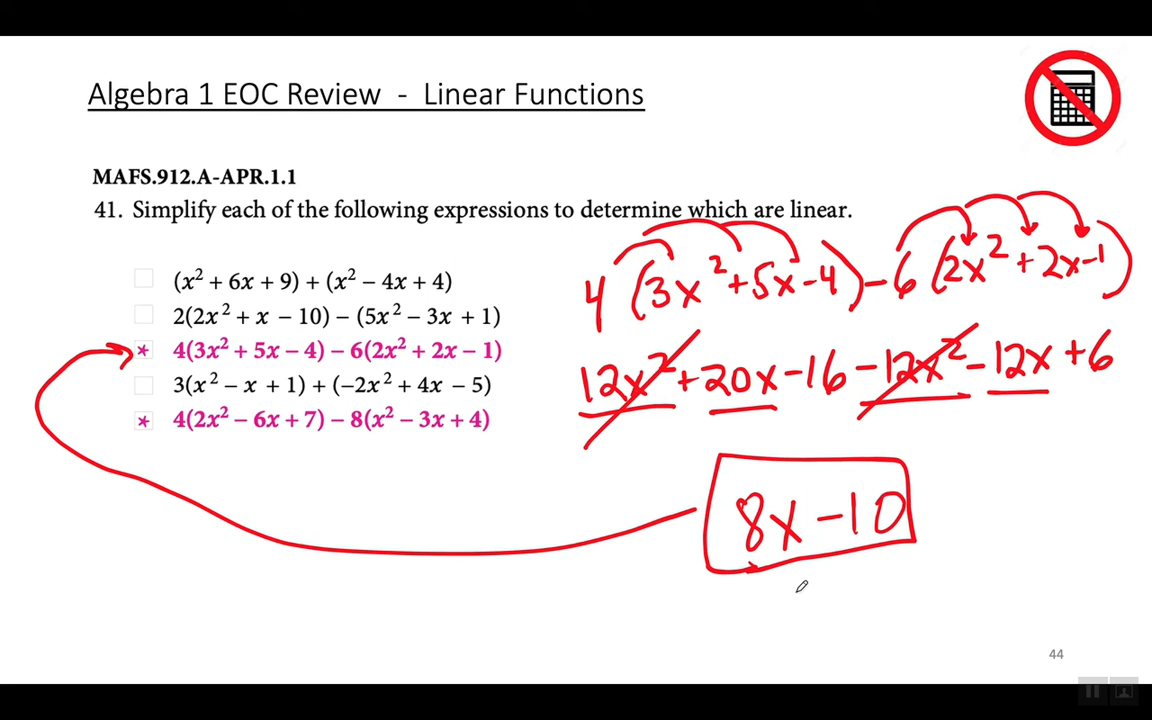 Algebra 1 EOC Review - Linear Functions
MAFS.912.A-APR.1.1
41. Simplify each of the following expressions to determine which are linear.
(x² + 6x + 9) + (x² − 4x + 4)
2(2x² + x − 10) − (5x² − 3x + 1)
* 4(3x² + 5x − 4) − 6(2x² + 2x − 1)
3(x² − x + 1) + (−2x² + 4x − 5)
* 4(2x² − 6x + 7) − 8(x² − 3x + 4)
4(3x²+5x-4)-6(2x²+2x-1)
12x²+20x-16-12x²-12x+6
8x-10
44